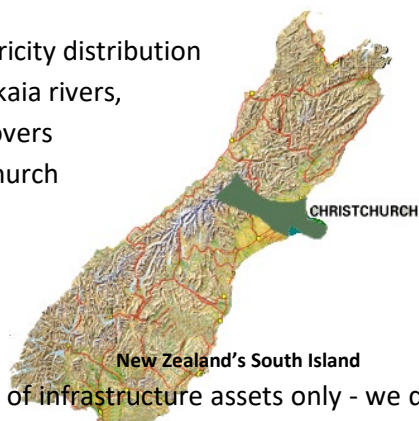 ricity distribution
kaia rivers,
overs
hurch
CHRISTCHURCH
New Zealand's South Island
of infrastructure assets only - we